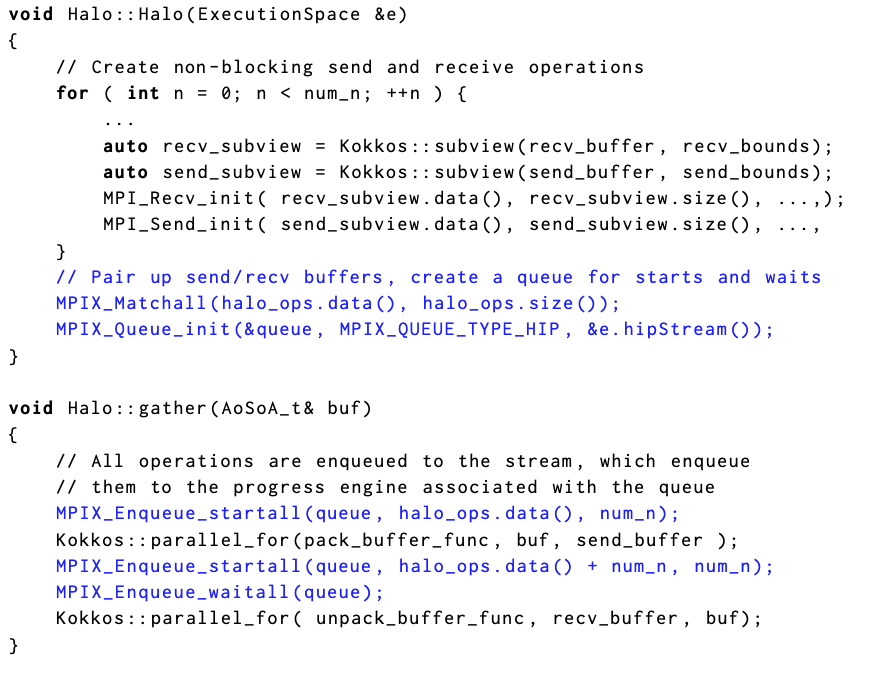 void Halo::Halo(ExecutionSpace &e)
{
    // Create non-blocking send and receive operations
    for ( int n = 0; n < num_n; ++n ) {
        ...
        auto recv_subview = Kokkos::subview(recv_buffer, recv_bounds);
        auto send_subview = Kokkos::subview(send_buffer, send_bounds);
        MPI_Recv_init( recv_subview.data(), recv_subview.size(), ...,);
        MPI_Send_init( send_subview.data(), send_subview.size(), ...,
    }
    // Pair up send/recv buffers, create a queue for starts and waits
    MPIX_Matchall(halo_ops.data(), halo_ops.size());
    MPIX_Queue_init(&queue, MPIX_QUEUE_TYPE_HIP, &e.hipStream());
}

void Halo::gather(AoSoA_t& buf)
{
    // All operations are enqueued to the stream, which enqueue
    // them to the progress engine associated with the queue
    MPIX_Enqueue_startall(queue, halo_ops.data(), num_n);
    Kokkos::parallel_for(pack_buffer_func, buf, send_buffer );
    MPIX_Enqueue_startall(queue, halo_ops.data() + num_n, num_n);
    MPIX_Enqueue_waitall(queue);
    Kokkos::parallel_for( unpack_buffer_func, recv_buffer, buf);
}